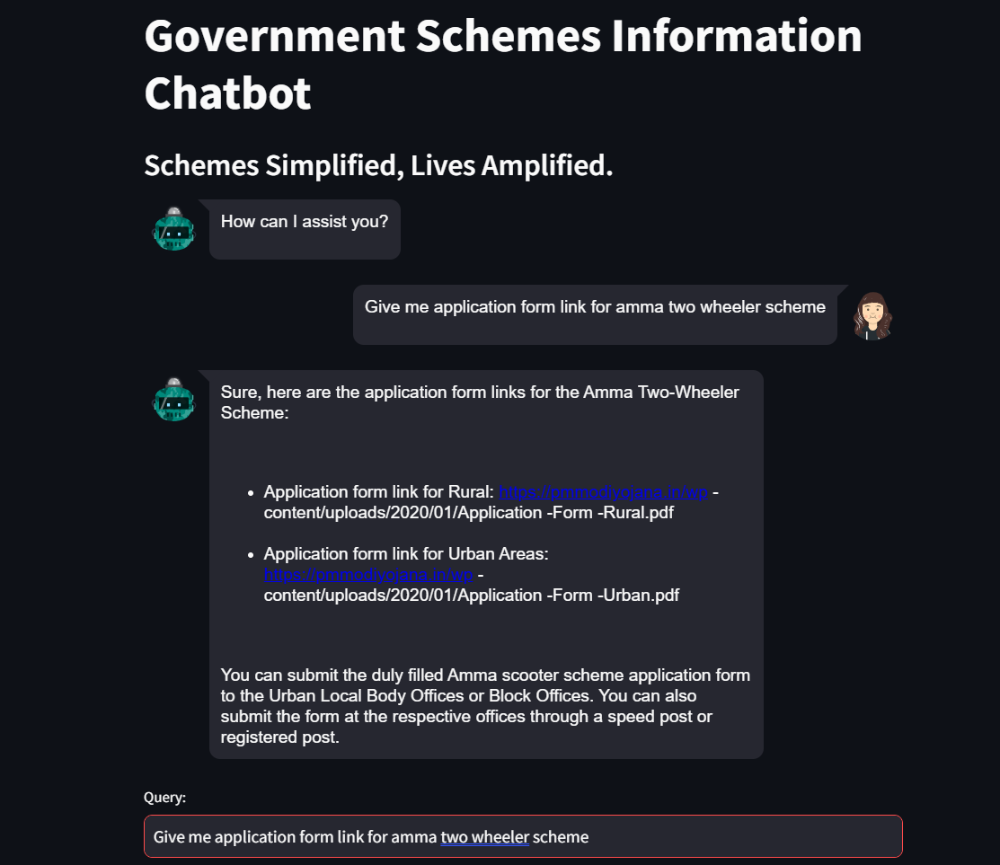 Government Schemes Information
Chatbot
Schemes Simplified, Lives Amplified.
How can I assist you?
Give me application form link for amma two wheeler scheme
Sure, here are the application form links for the Amma Two-Wheeler
Scheme:
• Application form link for Rural: https://pmmodiyojana.in/wp -
content/uploads/2020/01/Application -Form -Rural.pdf
• Application form link for Urban Areas:
https://pmmodiyojana.in/wp -
content/uploads/2020/01/Application -Form -Urban.pdf
You can submit the duly filled Amma scooter scheme application form
to the Urban Local Body Offices or Block Offices. You can also
submit the form at the respective offices through a speed post or
registered post.
Query:
Give me application form link for amma two wheeler scheme